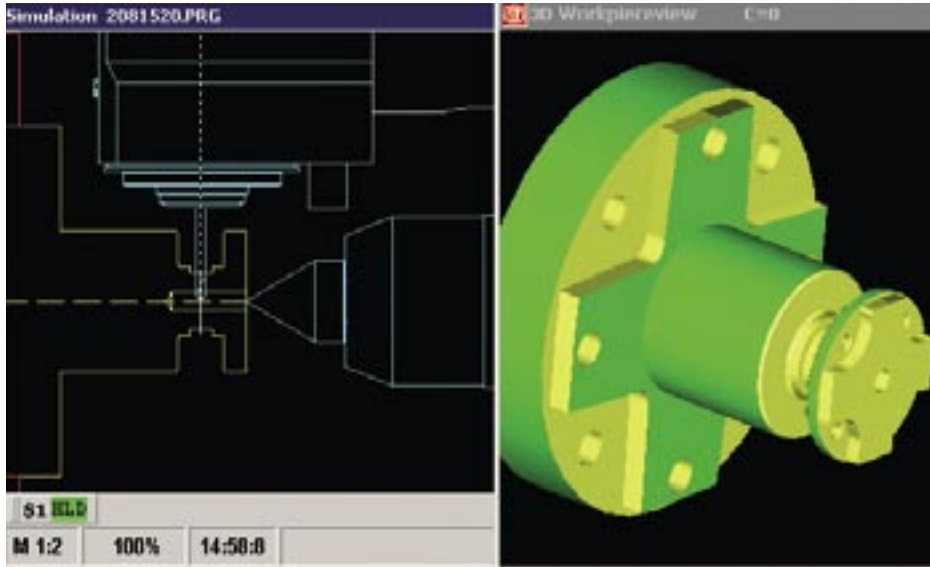 Simulation 2081520.PRG
3D Workpieceview C=0
S1 HLD
M 1:2 100% 14:58:8